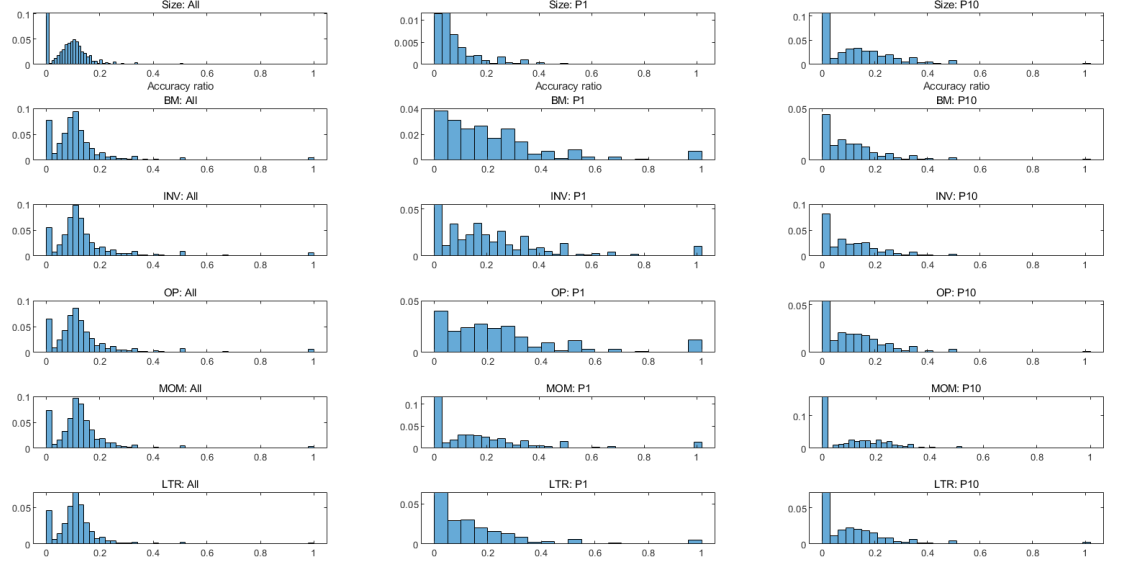 Size: All
0.05
0
0 0.2 0.4 0.6 0.8 1
Accuracy ratio
Size: P1
0.01
0.005
0
0 0.2 0.4 0.6 0.8 1
Size: P10
0.1
0.05
0
0 0.2 0.4 0.6 0.8 1
Accuracy ratio
BM: All
0.1
0.05
0
0 0.2 0.4 0.6 0.8 1
BM: P1
0.04
0.02
0
0 0.2 0.4 0.6 0.8 1
BM: P10
0.05
0
0 0.2 0.4 0.6 0.8 1
INV: All
0.1
0.05
0
0 0.2 0.4 0.6 0.8 1
INV: P1
0.05
0
0 0.2 0.4 0.6 0.8 1
INV: P10
0.1
0.05
0
0 0.2 0.4 0.6 0.8 1
OP: All
0.1
0.05
0
0 0.2 0.4 0.6 0.8 1
OP: P1
0.05
0
0 0.2 0.4 0.6 0.8 1
OP: P10
0.05
0
0 0.2 0.4 0.6 0.8 1
MOM: All
0.1
0.05
0
0 0.2 0.4 0.6 0.8 1
MOM: P1
0.1
0.05
0
0 0.2 0.4 0.6 0.8 1
MOM: P10
0.1
0
0 0.2 0.4 0.6 0.8 1
LTR: All
0.05
0
0 0.2 0.4 0.6 0.8 1
LTR: P1
0.05
0
0 0.2 0.4 0.6 0.8 1
LTR: P10
0.05
0
0 0.2 0.4 0.6 0.8 1